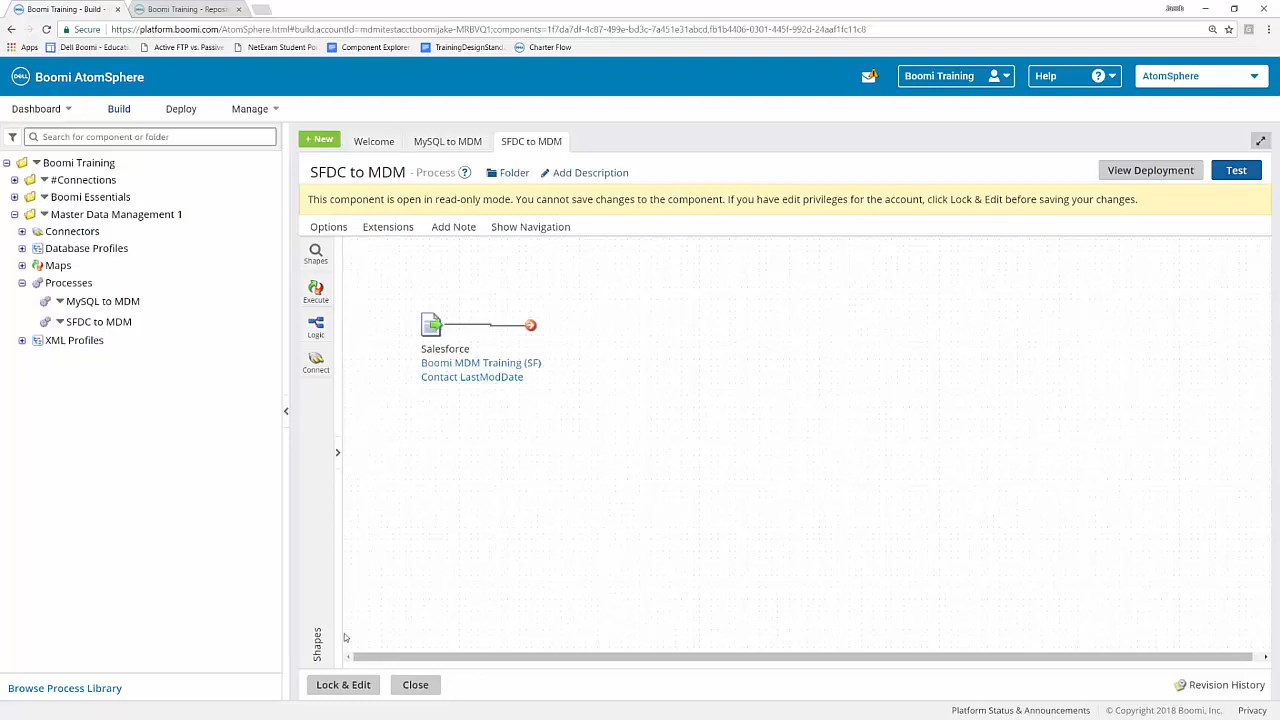 Boomi Training - Build
Boomi Training - Repos
Secure
https://platform.boomi.com/AtomSphere.html#build;accountId=mdmitestacctboomijake-MRBVQ1;components=1f7da7df-4c87-499e-bd3c-7a451e31abcd,fb1b4406-0301-445f-992d-24aaf1fc11c8
Apps
Dell Boomi - Educati
Active FTP vs. Passive
NetExam Student Po
Component Explorer
TrainingDesignStand
Charter Flow
DELL
Boomi AtomSphere
Boomi Training
Help
AtomSphere
Dashboard
Build
Deploy
Manage
Search for component or folder
Boomi Training
#Connections
Boomi Essentials
Master Data Management 1
Connectors
Database Profiles
Maps
Processes
MySQL to MDM
SFDC to MDM
XML Profiles
Browse Process Library
+ New
Welcome
MySQL to MDM
SFDC to MDM
SFDC to MDM - Process
Folder
Add Description
View Deployment
Test
This component is open in read-only mode. You cannot save changes to the component. If you have edit privileges for the account, click Lock & Edit before saving your changes.
Options
Extensions
Add Note
Show Navigation
Shapes
Execute
Logic
Connect
Shapes
Salesforce
Boomi MDM Training (SF)
Contact LastModDate
Lock & Edit
Close
Revision History
Platform Status & Announcements
© Copyright 2018 Boomi, Inc.
Privacy